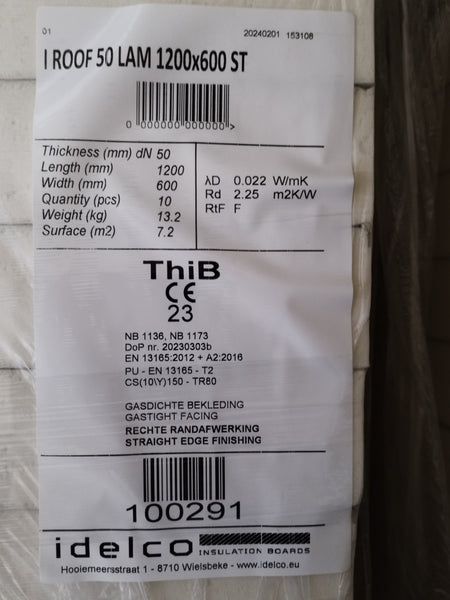 01 20240201 153108
I ROOF 50 LAM 1200x600 ST
0 000000 000000 >
Thickness (mm) dN 50
Length (mm) 1200
Width (mm) 600
Quantity (pcs) 10
Weight (kg) 13.2
Surface (m2) 7.2
λD 0.022 W/mK
Rd 2.25 m2K/W
RtF F
ThiB
CE
23
NB 1136, NB 1173
DoP nr. 20230303b
EN 13165:2012 + A2:2016
PU - EN 13165 - T2
CS(10\Y)150 - TR80
GASDICHTE BEKLEDING
GASTIGHT FACING
RECHTE RANDAFWERKING
STRAIGHT EDGE FINISHING
100291
idelco INSULATION BOARDS
Hooiemeersstraat 1 - 8710 Wielsbeke - www.idelco.eu